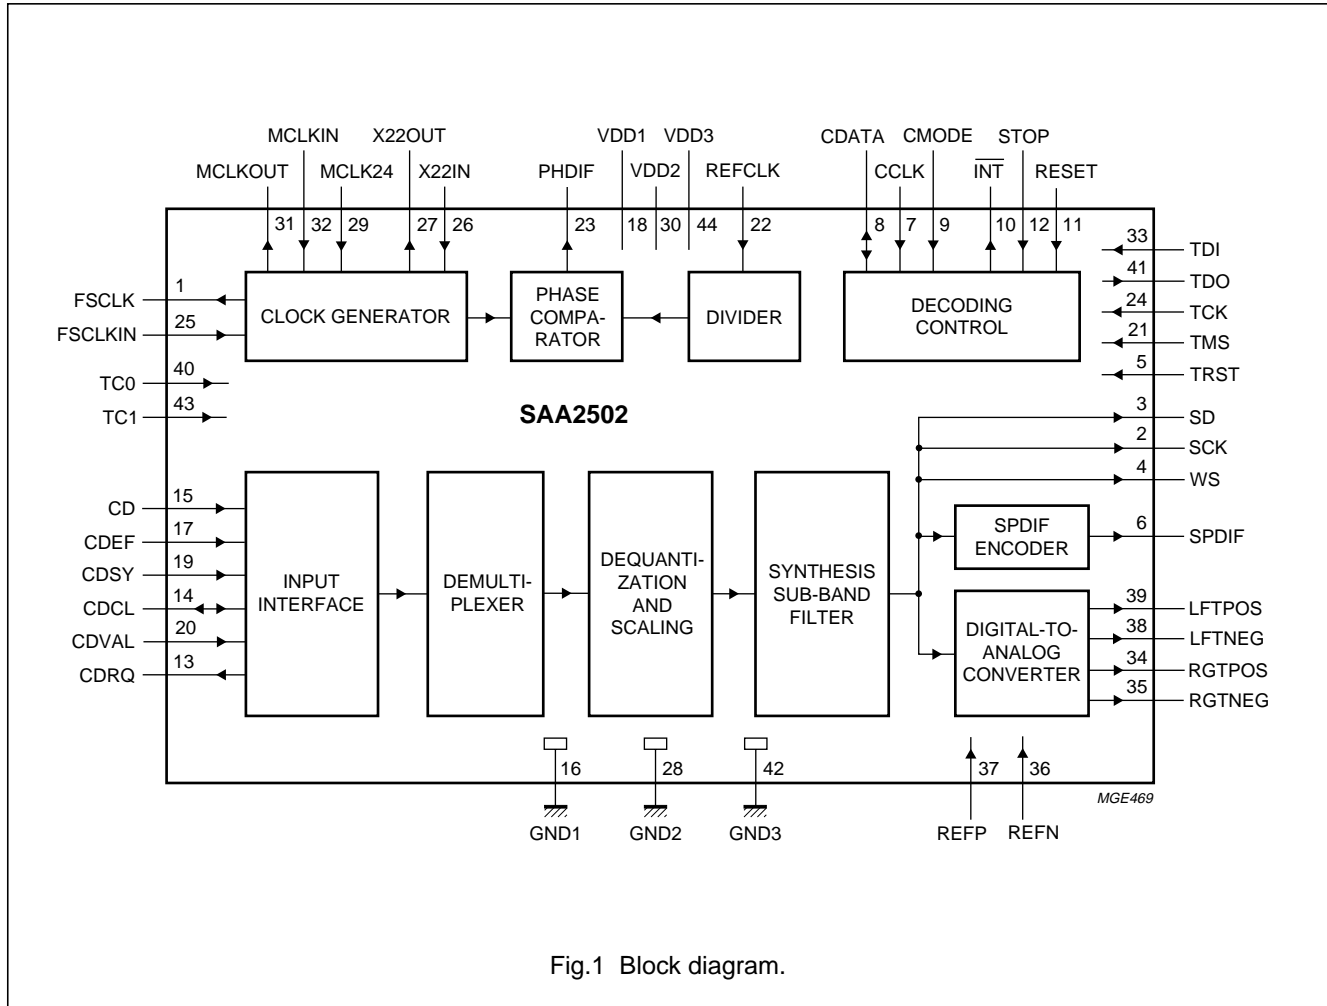 MCLKIN X22OUT VDD1 VDD3 CDATA CMODE STOP
MCLKOUT MCLK24 X22IN PHDIF VDD2 REFCLK CCLK INT RESET
31 32 29 27 26 23 18 30 44 22 8 7 9 10 12 11
33 TDI
41 TDO
FSCLK 1
24 TCK
FSCLKIN 25
21 TMS
5 TRST
CLOCK GENERATOR
PHASE
COMPA-
RATOR
DIVIDER
DECODING
CONTROL
TC0 40
TC1 43
SAA2502
3 SD
2 SCK
4 WS
CD 15
CDEF 17
CDSY 19
CDCL 14
CDVAL 20
CDRQ 13
INPUT
INTERFACE
DEMULTI-
PLEXER
DEQUANTI-
ZATION
AND
SCALING
SYNTHESIS
SUB-BAND
FILTER
SPDIF
ENCODER
6 SPDIF
DIGITAL-TO-
ANALOG
CONVERTER
39 LFTPOS
38 LFTNEG
34 RGTPOS
35 RGTNEG
16 28 42 37 36
MGE469
GND1 GND2 GND3 REFP REFN
Fig.1 Block diagram.